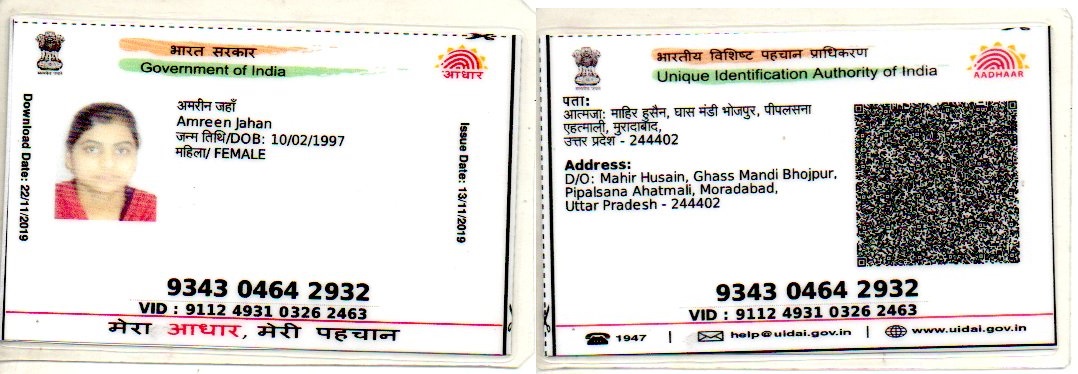 भारत सरकार
Government of India
आधार
Download Date: 22/11/2019
अमरीन जहाँ
Amreen Jahan
जन्म तिथि/DOB: 10/02/1997
महिला/ FEMALE
Issue Date: 13/11/2019
9343 0464 2932
VID : 9112 4931 0326 2463
मेरा आधार, मेरी पहचान
भारतीय विशिष्ट पहचान प्राधिकरण
Unique Identification Authority of India
AADHAAR
पता:
आत्मजा: माहिर हुसैन, घास मंडी भोजपुर, पीपलसना
एहत्माली, मुरादाबाद,
उत्तर प्रदेश - 244402
Address:
D/O: Mahir Husain, Ghass Mandi Bhojpur,
Pipalsana Ahatmali, Moradabad,
Uttar Pradesh - 244402
9343 0464 2932
VID : 9112 4931 0326 2463
1947 | help@uidai.gov.in | www.uidai.gov.in